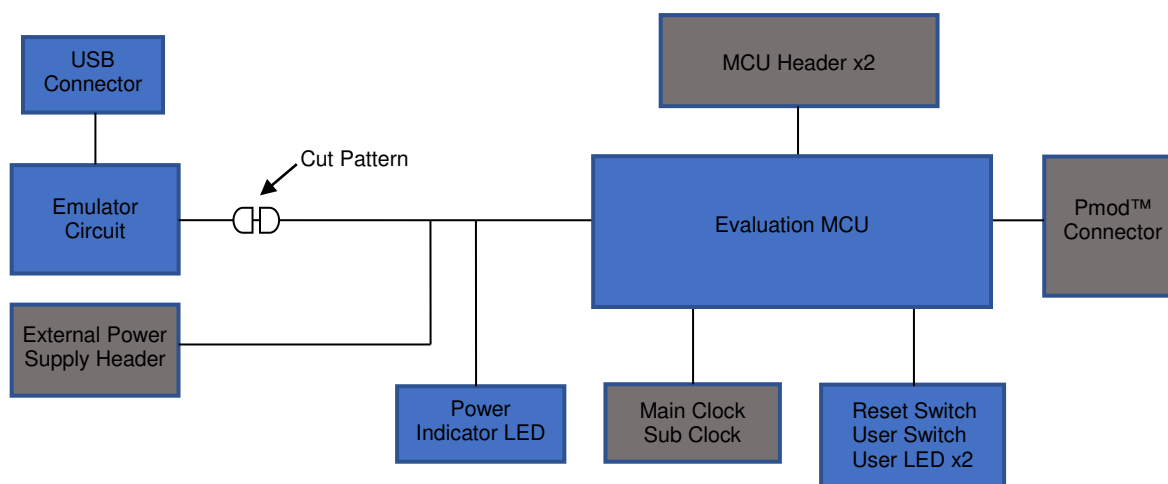 USB
Connector
MCU Header x2
Cut Pattern
Emulator
Circuit
Evaluation MCU
Pmod™
Connector
External Power
Supply Header
Power
Indicator LED
Main Clock
Sub Clock
Reset Switch
User Switch
User LED x2